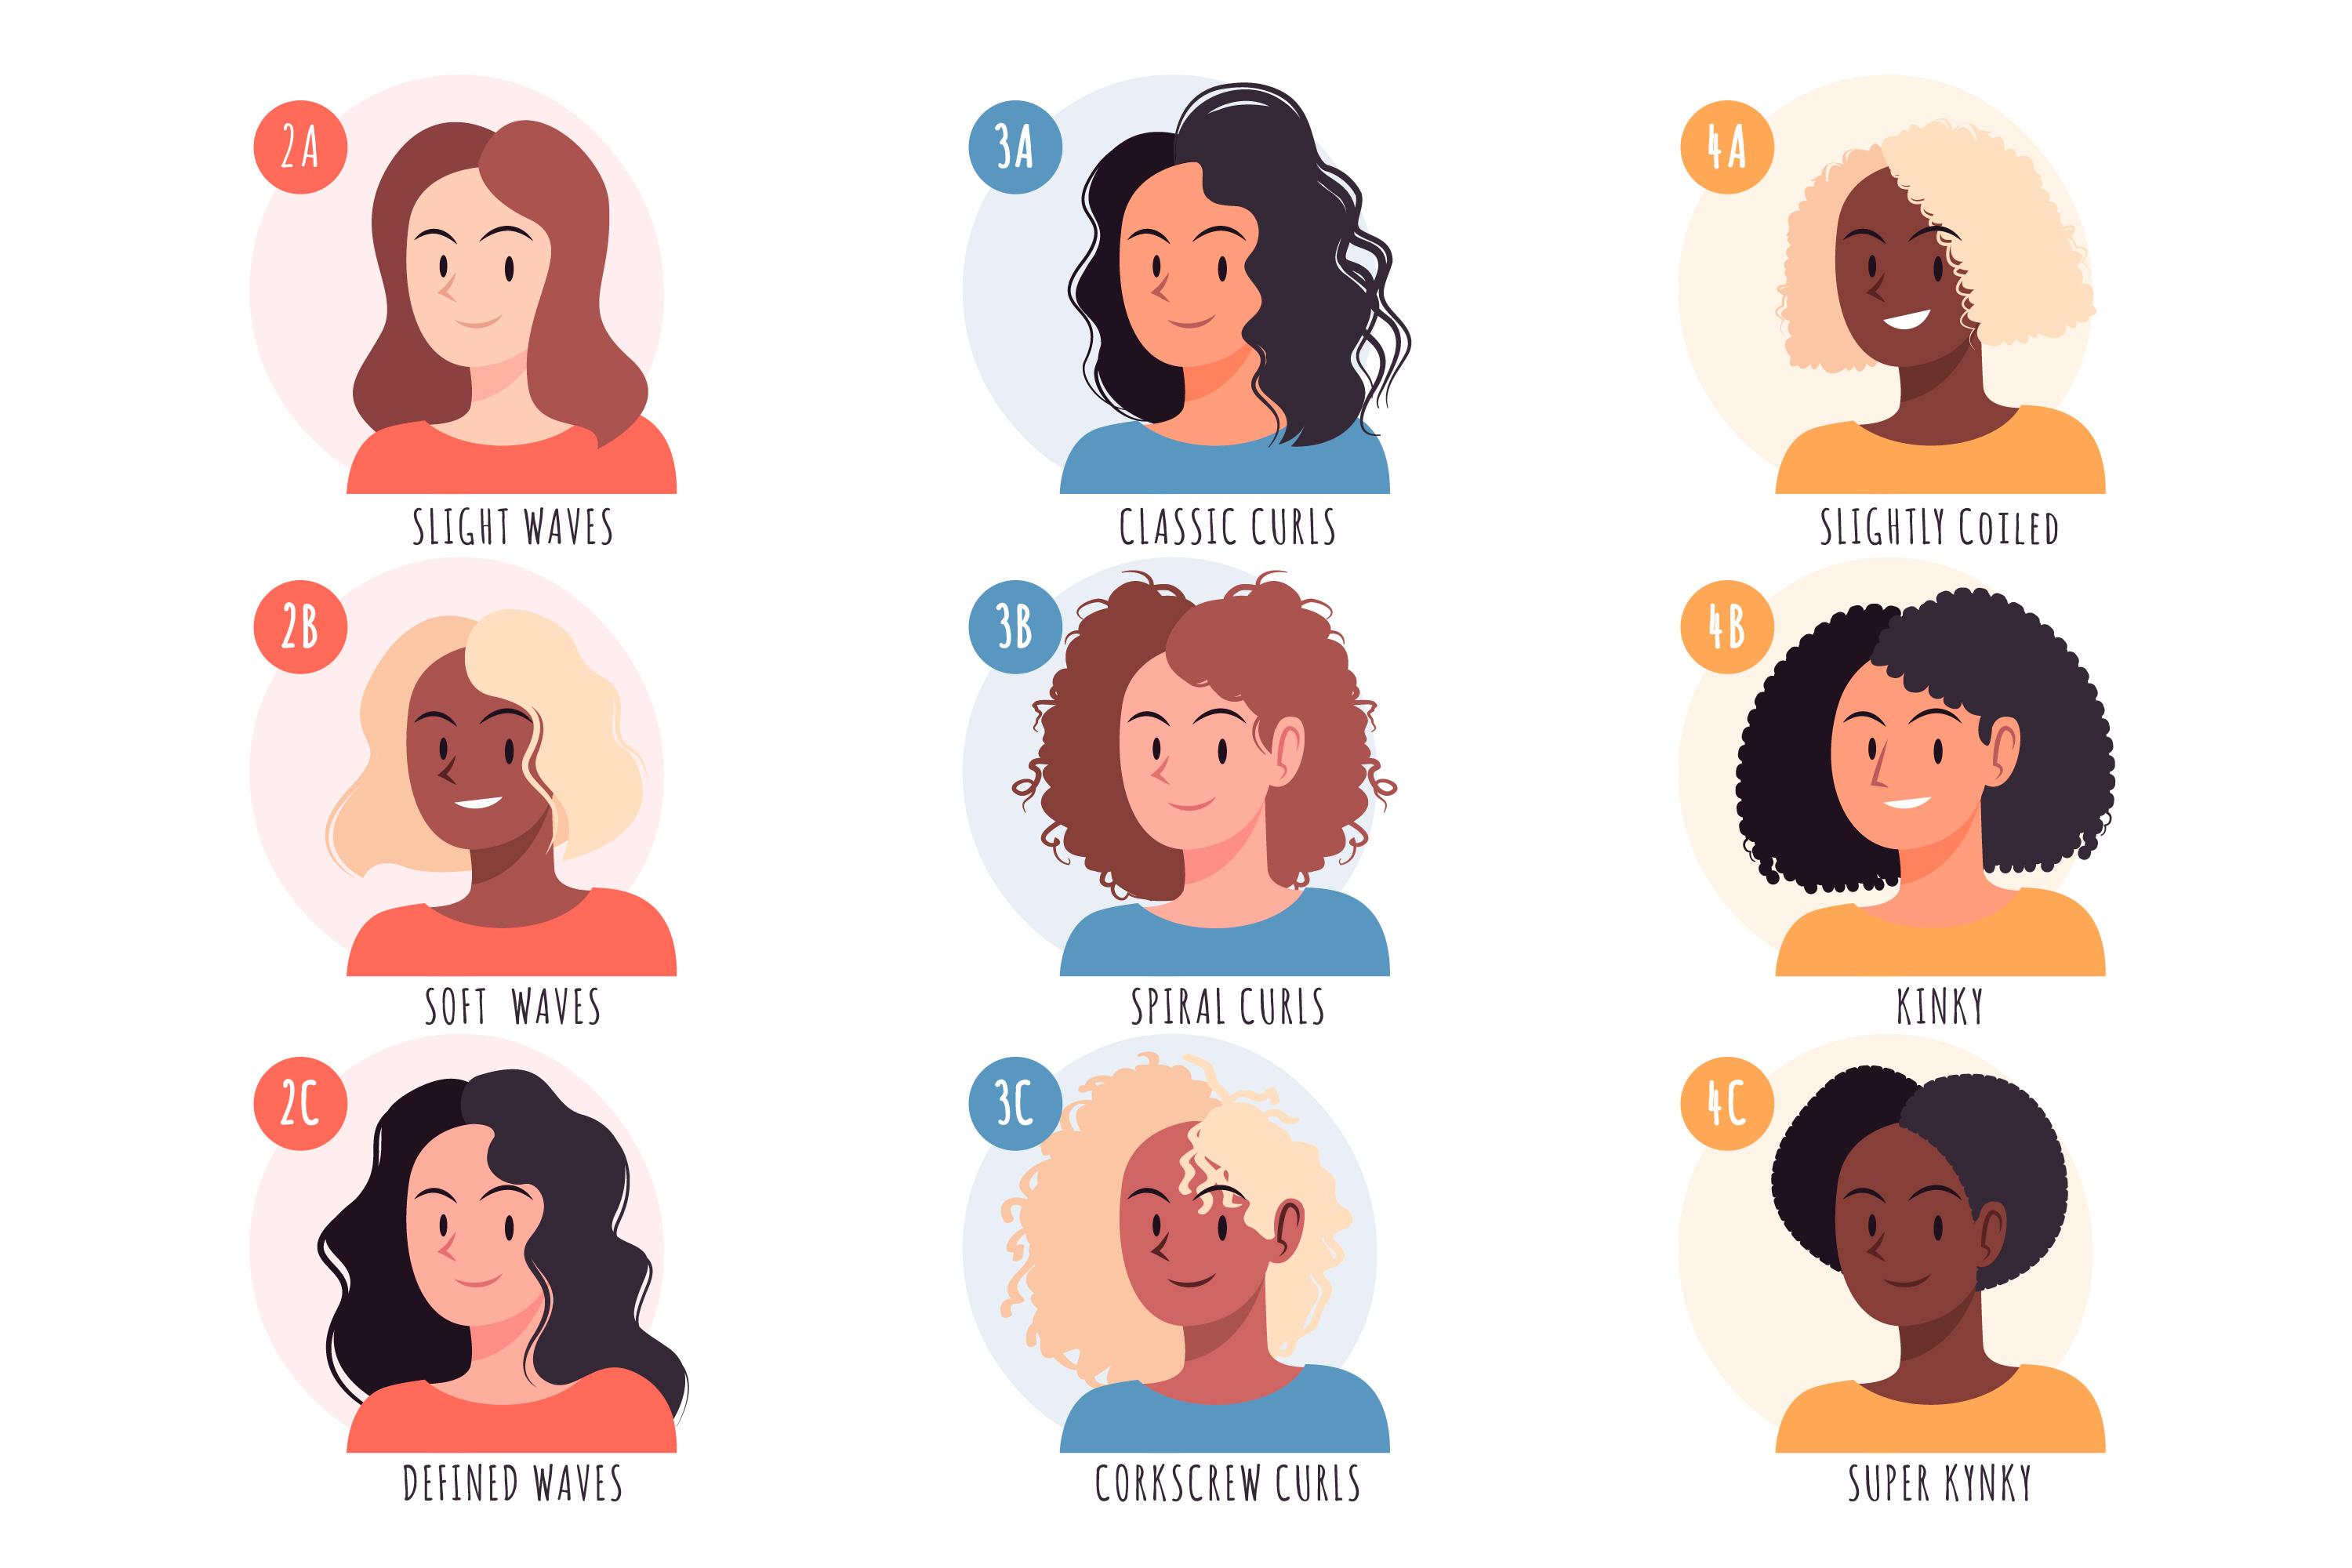 2A
3A
4A
SLIGHT WAVES
CLASSIC CURLS
SLIGHTLY COILED
2B
3B
4B
SOFT WAVES
SPIRAL CURLS
KINKY
2C
3C
4C
DEFINED WAVES
CORKSCREW CURLS
SUPER KYNKY